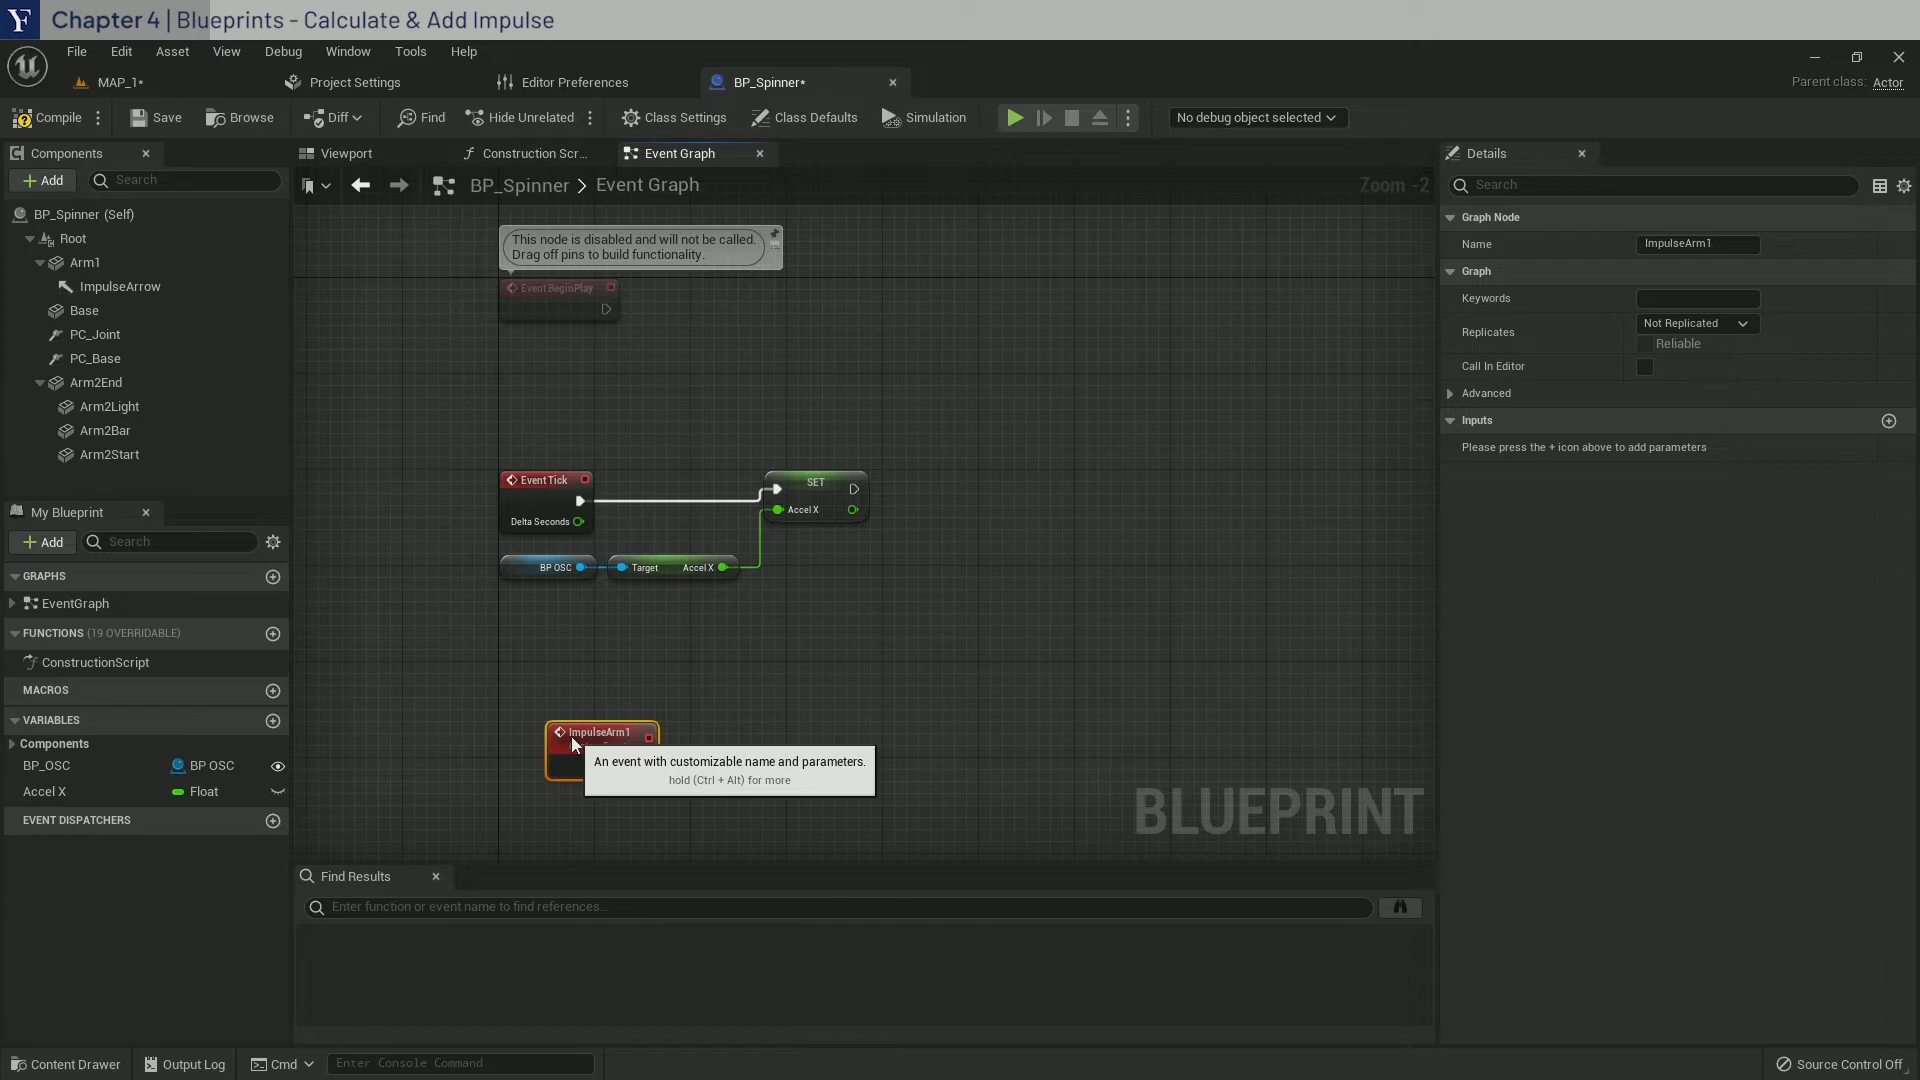 Y Chapter 4 | Blueprints - Calculate & Add Impulse
File Edit Asset View Debug Window Tools Help
MAP_1* Project Settings Editor Preferences BP_Spinner*
Parent class: Actor
Compile Save Browse Diff Find Hide Unrelated Class Settings Class Defaults Simulation No debug object selected
Components
Viewport Construction Scr... Event Graph
Details
Add Search
BP_Spinner > Event Graph
Zoom -2
Search
BP_Spinner (Self)
Root
Arm1
ImpulseArrow
Base
PC_Joint
PC_Base
Arm2End
Arm2Light
Arm2Bar
Arm2Start
This node is disabled and will not be called.
Drag off pins to build functionality.
Event BeginPlay
Event Tick
Delta Seconds
SET
Accel X
BP OSC
Target Accel X
ImpulseArm1
An event with customizable name and parameters.
hold (Ctrl + Alt) for more
BLUEPRINT
Graph Node
Name ImpulseArm1
Graph
Keywords
Replicates Not Replicated
Reliable
Call In Editor
Advanced
Inputs
Please press the + icon above to add parameters
My Blueprint
Add Search
GRAPHS
EventGraph
FUNCTIONS (19 OVERRIDABLE)
ConstructionScript
MACROS
VARIABLES
Components
BP_OSC BP OSC
Accel X Float
EVENT DISPATCHERS
Find Results
Enter function or event name to find references...
Content Drawer Output Log Cmd Enter Console Command Source Control Off